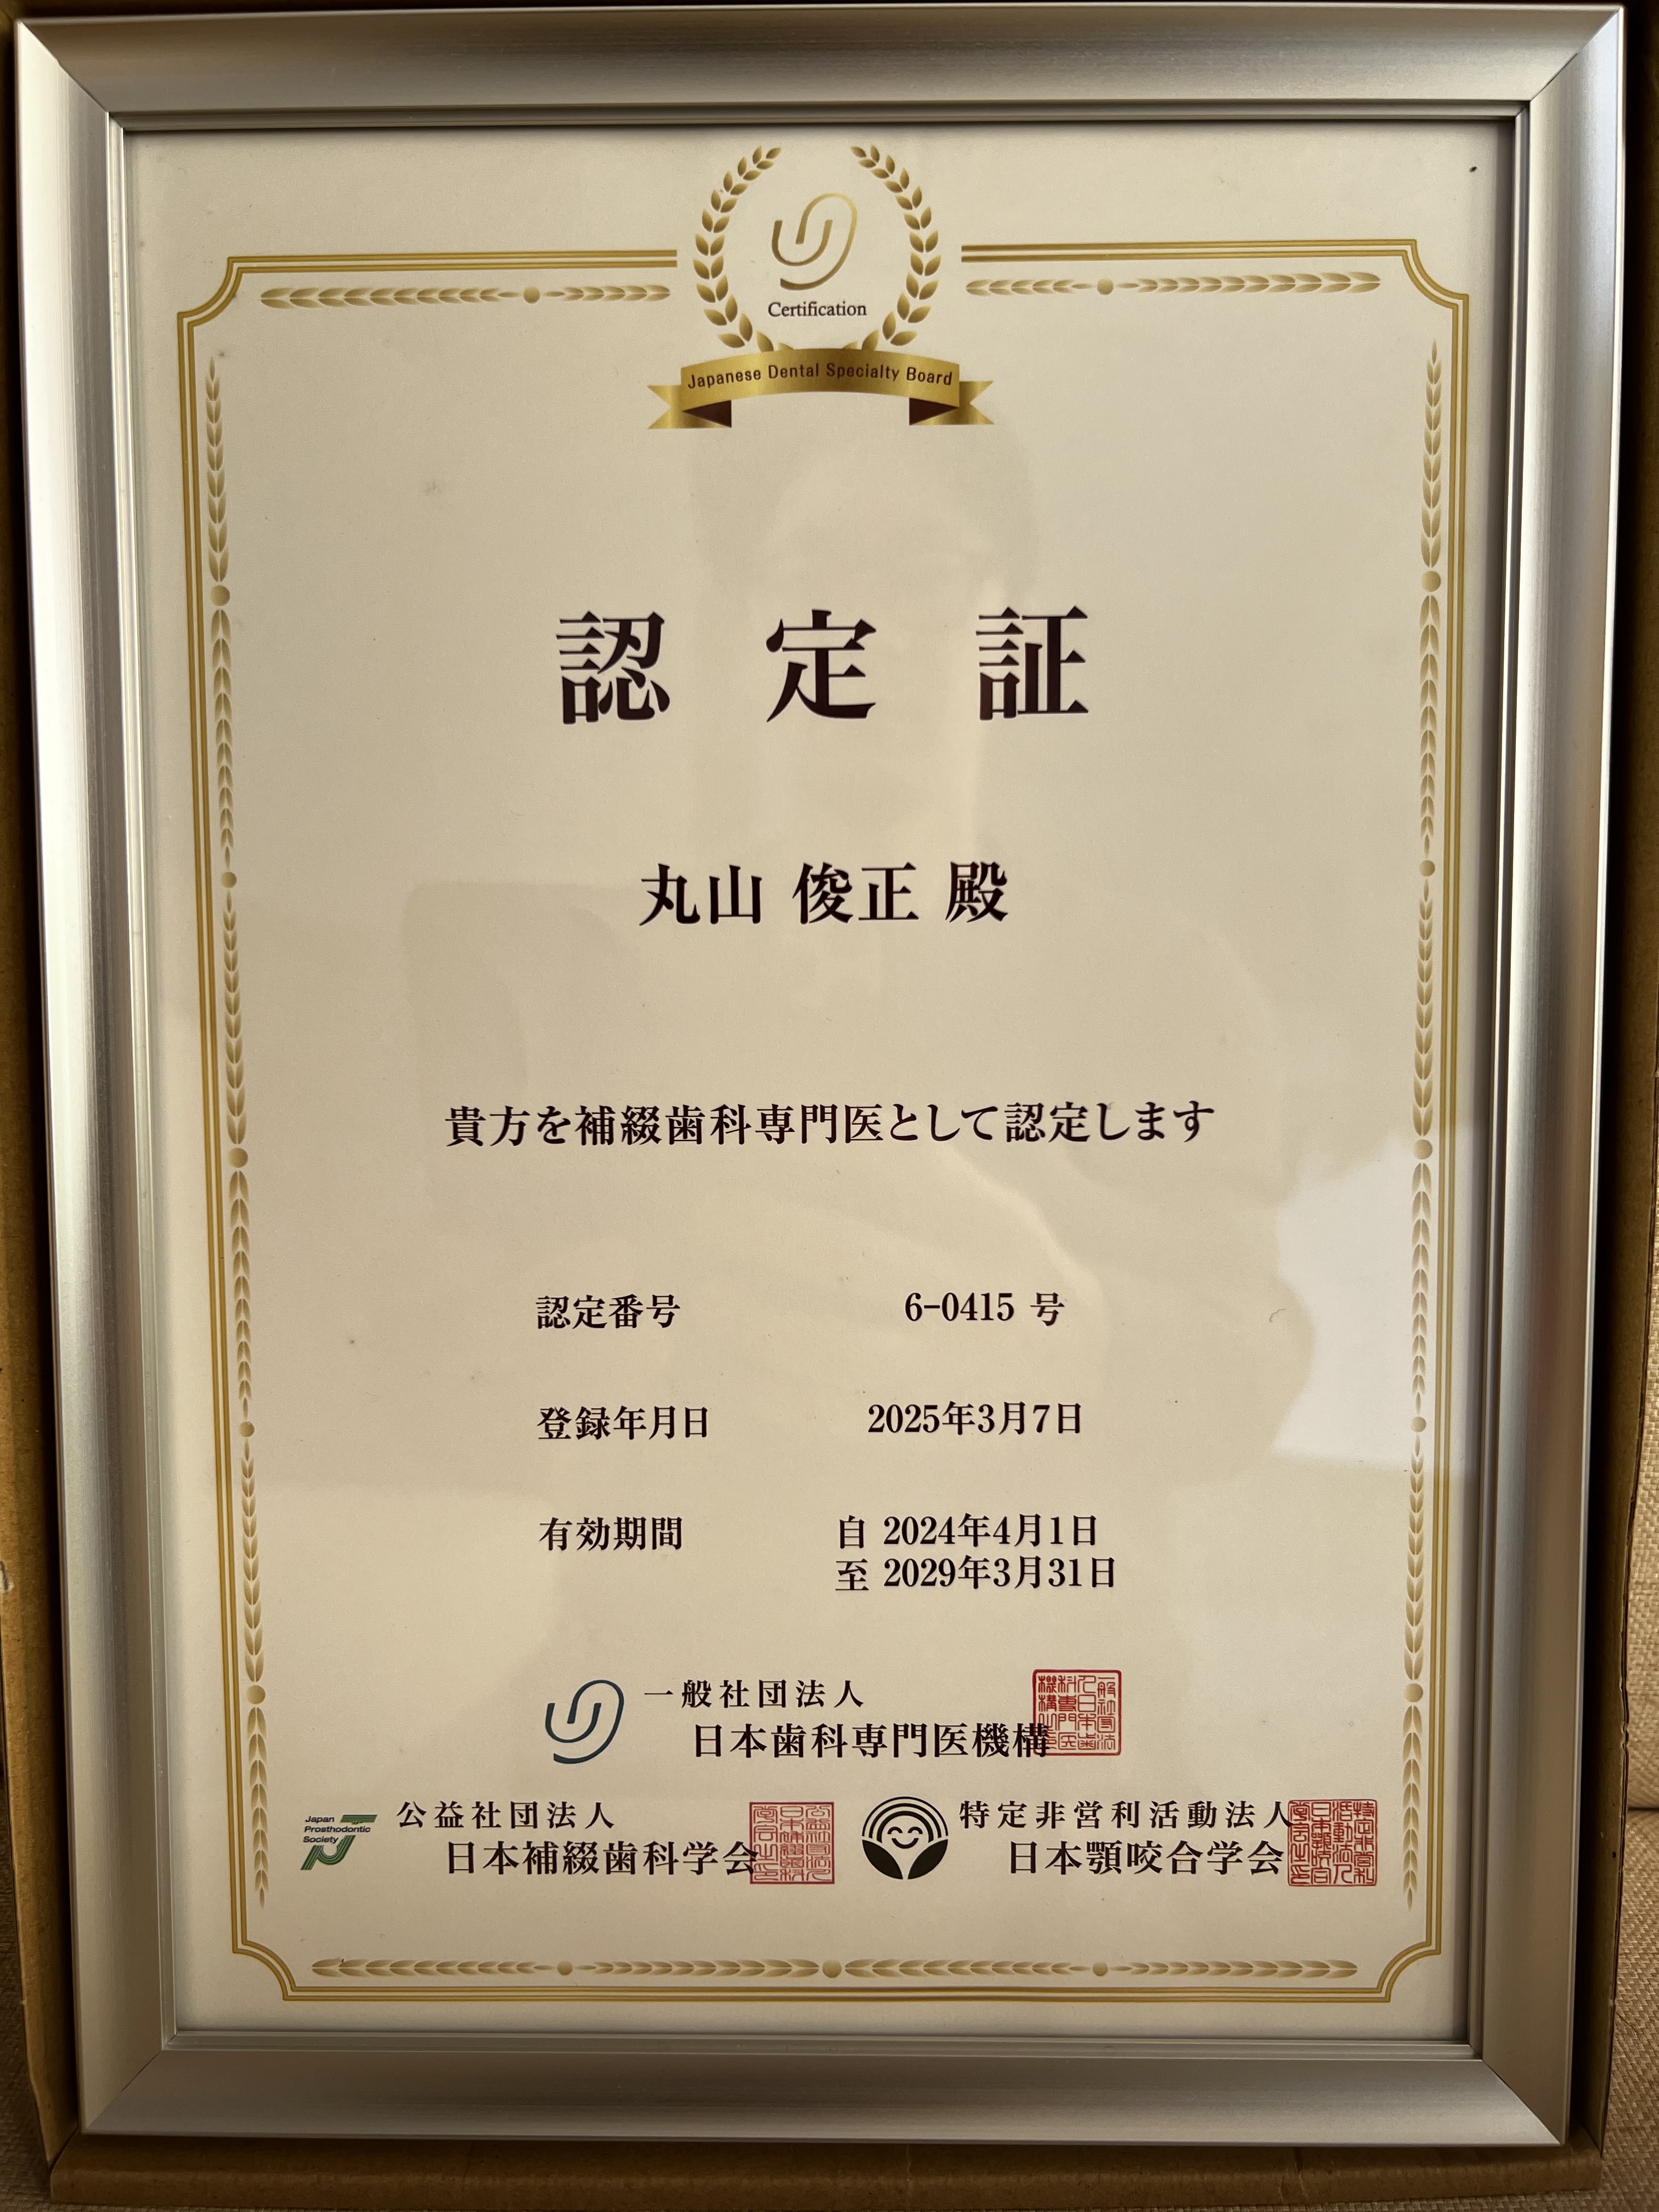 Certification
Japanese Dental Specialty Board
認定証
丸山 俊正 殿
貴方を補綴歯科専門医として認定します
認定番号 6-0415 号
登録年月日 2025年3月7日
有効期間 自 2024年4月1日
至 2029年3月31日
一般社団法人
日本歯科専門医機構
Japan
Prosthodontic
Society
公益社団法人
日本補綴歯科学会
特定非営利活動法人
日本顎咬合学会